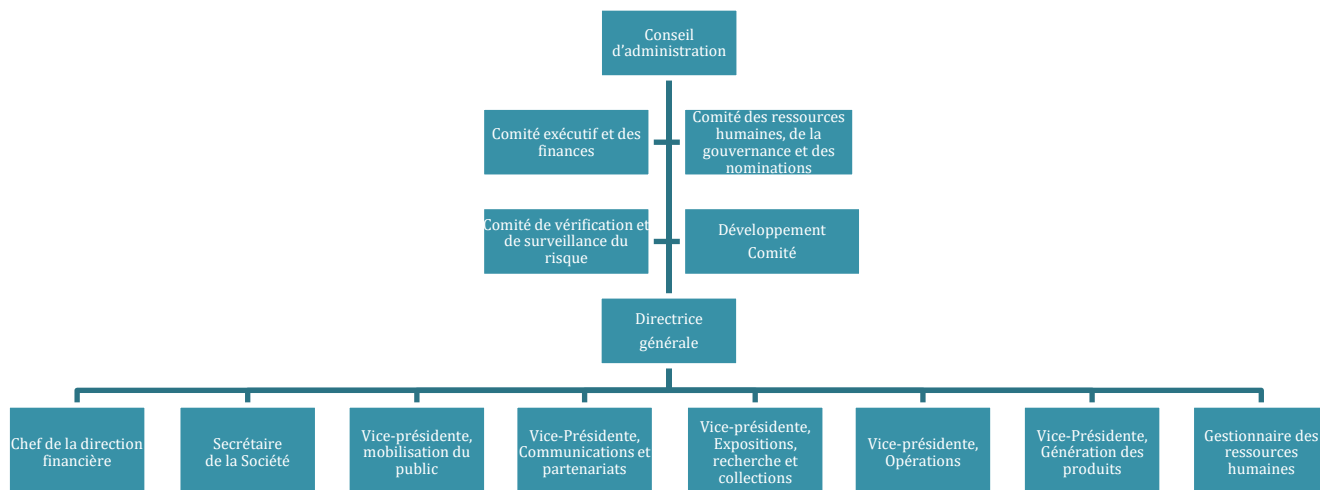 Conseil
d'administration
Comité exécutif et des
finances
Comité des ressources
humaines, de la
gouvernance et des
nominations
Comité de vérification et
de surveillance du
risque
Développement
Comité
Directrice
générale
Chef de la direction
financière
Secrétaire
de la Société
Vice-présidente,
mobilisation du
public
Vice-Présidente,
Communications et
partenariats
Vice-présidente,
Expositions,
recherche et
collections
Vice-présidente,
Opérations
Vice-Présidente,
Génération des
produits
Gestionnaire des
ressources
humaines